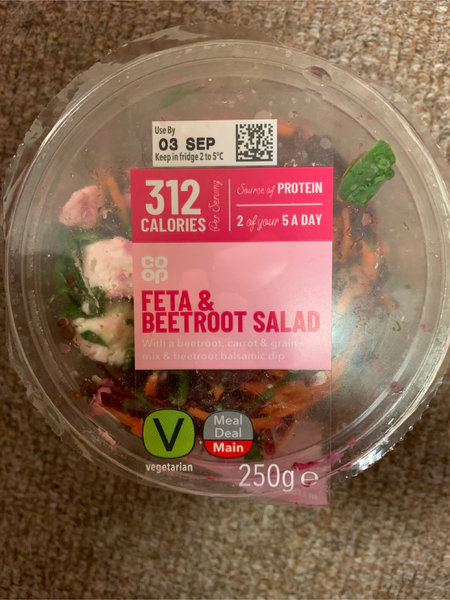 Use By
03 SEP
Keep in fridge 2 to 5°C
312
CALORIES
Per Serving
Source of PROTEIN
2 of your 5 A DAY
CO
OP
FETA &
BEETROOT SALAD
With a beetroot, carrot & grain
mix & beetroot balsamic dip
V
vegetarian
Meal
Deal
Main
250g e